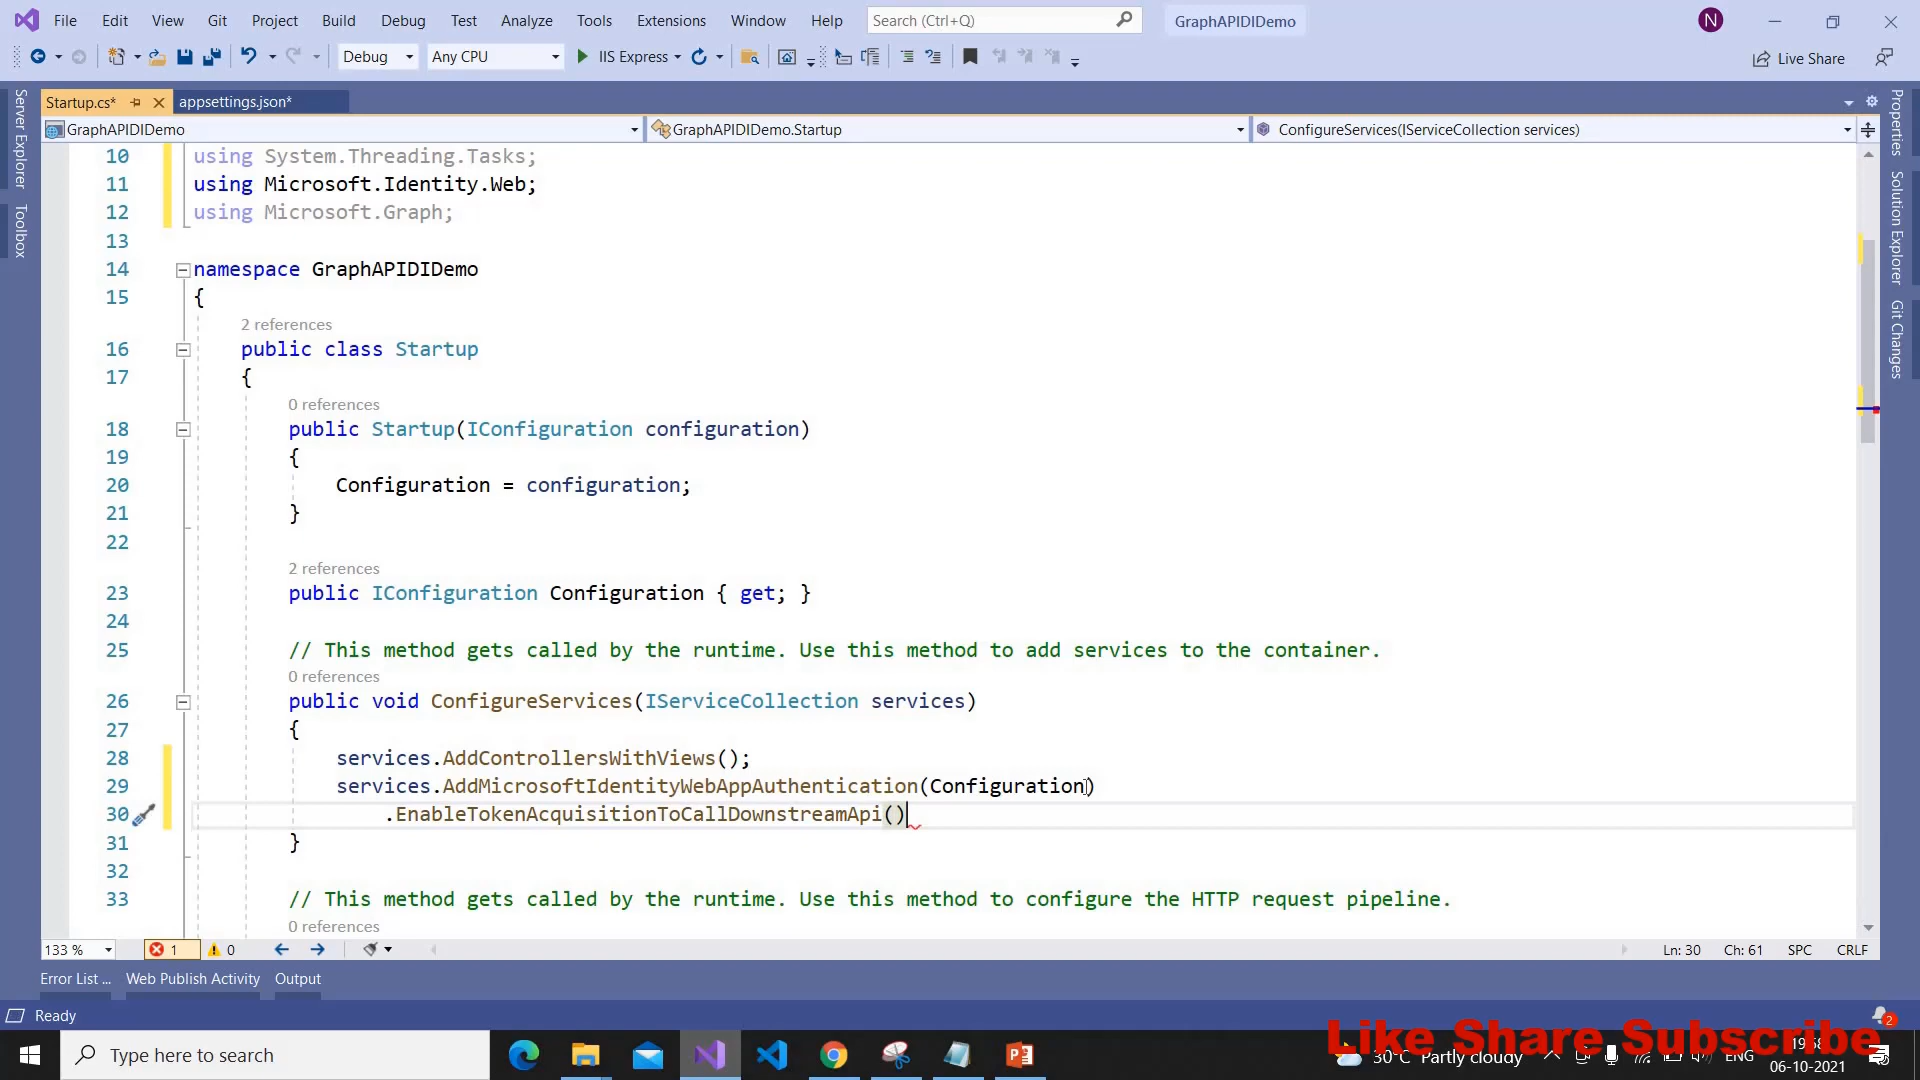 File Edit View Git Project Build Debug Test Analyze Tools Extensions Window Help Search (Ctrl+Q) GraphAPIDIDemo N
Debug Any CPU IIS Express Live Share
Server Explorer
Toolbox
Properties
Solution Explorer
Git Changes
Startup.cs* appsettings.json*
GraphAPIDIDemo GraphAPIDIDemo.Startup ConfigureServices(IServiceCollection services)
10 using System.Threading.Tasks;
11 using Microsoft.Identity.Web;
12 using Microsoft.Graph;
13
14 namespace GraphAPIDIDemo
15 {
2 references
16 public class Startup
17 {
0 references
18 public Startup(IConfiguration configuration)
19 {
20 Configuration = configuration;
21 }
22
2 references
23 public IConfiguration Configuration { get; }
24
25 // This method gets called by the runtime. Use this method to add services to the container.
0 references
26 public void ConfigureServices(IServiceCollection services)
27 {
28 services.AddControllersWithViews();
29 services.AddMicrosoftIdentityWebAppAuthentication(Configuration)
30 .EnableTokenAcquisitionToCallDownstreamApi()
31 }
32
33 // This method gets called by the runtime. Use this method to configure the HTTP request pipeline.
0 references
133 % 1 0 Ln: 30 Ch: 61 SPC CRLF
Error List ... Web Publish Activity Output
Ready 2
Like Share Subscribe
Type here to search 30°C Partly cloudy ENG
06-10-2021